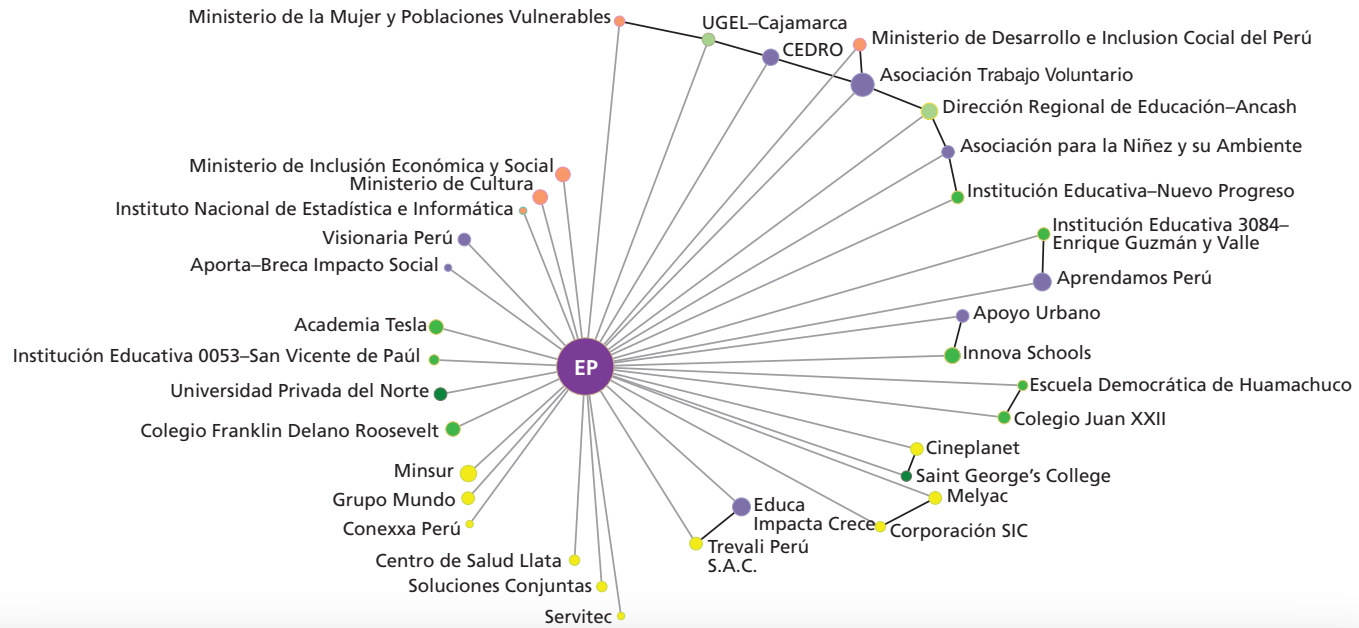 Ministerio de la Mujer y Poblaciones Vulnerables
UGEL–Cajamarca
CEDRO
Ministerio de Desarrollo e Inclusion Cocial del Perú
Asociación Trabajo Voluntario
Dirección Regional de Educación–Ancash
Asociación para la Niñez y su Ambiente
Institución Educativa–Nuevo Progreso
Institución Educativa 3084–
Enrique Guzmán y Valle
Aprendamos Perú
Apoyo Urbano
Innova Schools
Escuela Democrática de Huamachuco
Colegio Juan XXII
Cineplanet
Saint George’s College
Melyac
Corporación SIC
Educa
Impacta Crece
Trevali Perú
S.A.C.
Ministerio de Inclusión Económica y Social
Ministerio de Cultura
Instituto Nacional de Estadística e Informática
Visionaria Perú
Aporta–Breca Impacto Social
Academia Tesla
Institución Educativa 0053–San Vicente de Paúl
EP
Universidad Privada del Norte
Colegio Franklin Delano Roosevelt
Minsur
Grupo Mundo
Conexxa Perú
Centro de Salud Llata
Soluciones Conjuntas
Servitec